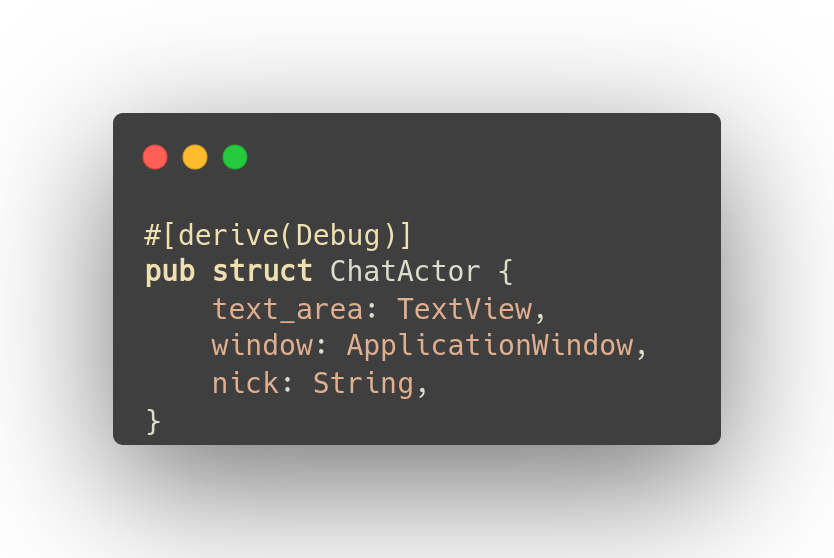 #[derive(Debug)]
pub struct ChatActor {
    text_area: TextView,
    window: ApplicationWindow,
    nick: String,
}